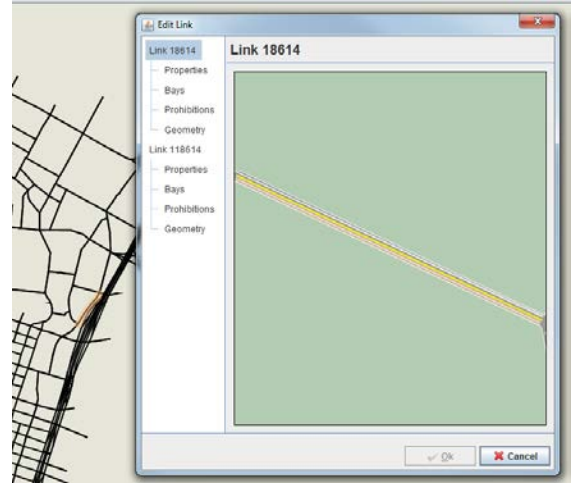 Edit Link
Link 18614
Properties
Bays
Prohibitions
Geometry
Link 118614
Properties
Bays
Prohibitions
Geometry
Link 18614
Ok
Cancel